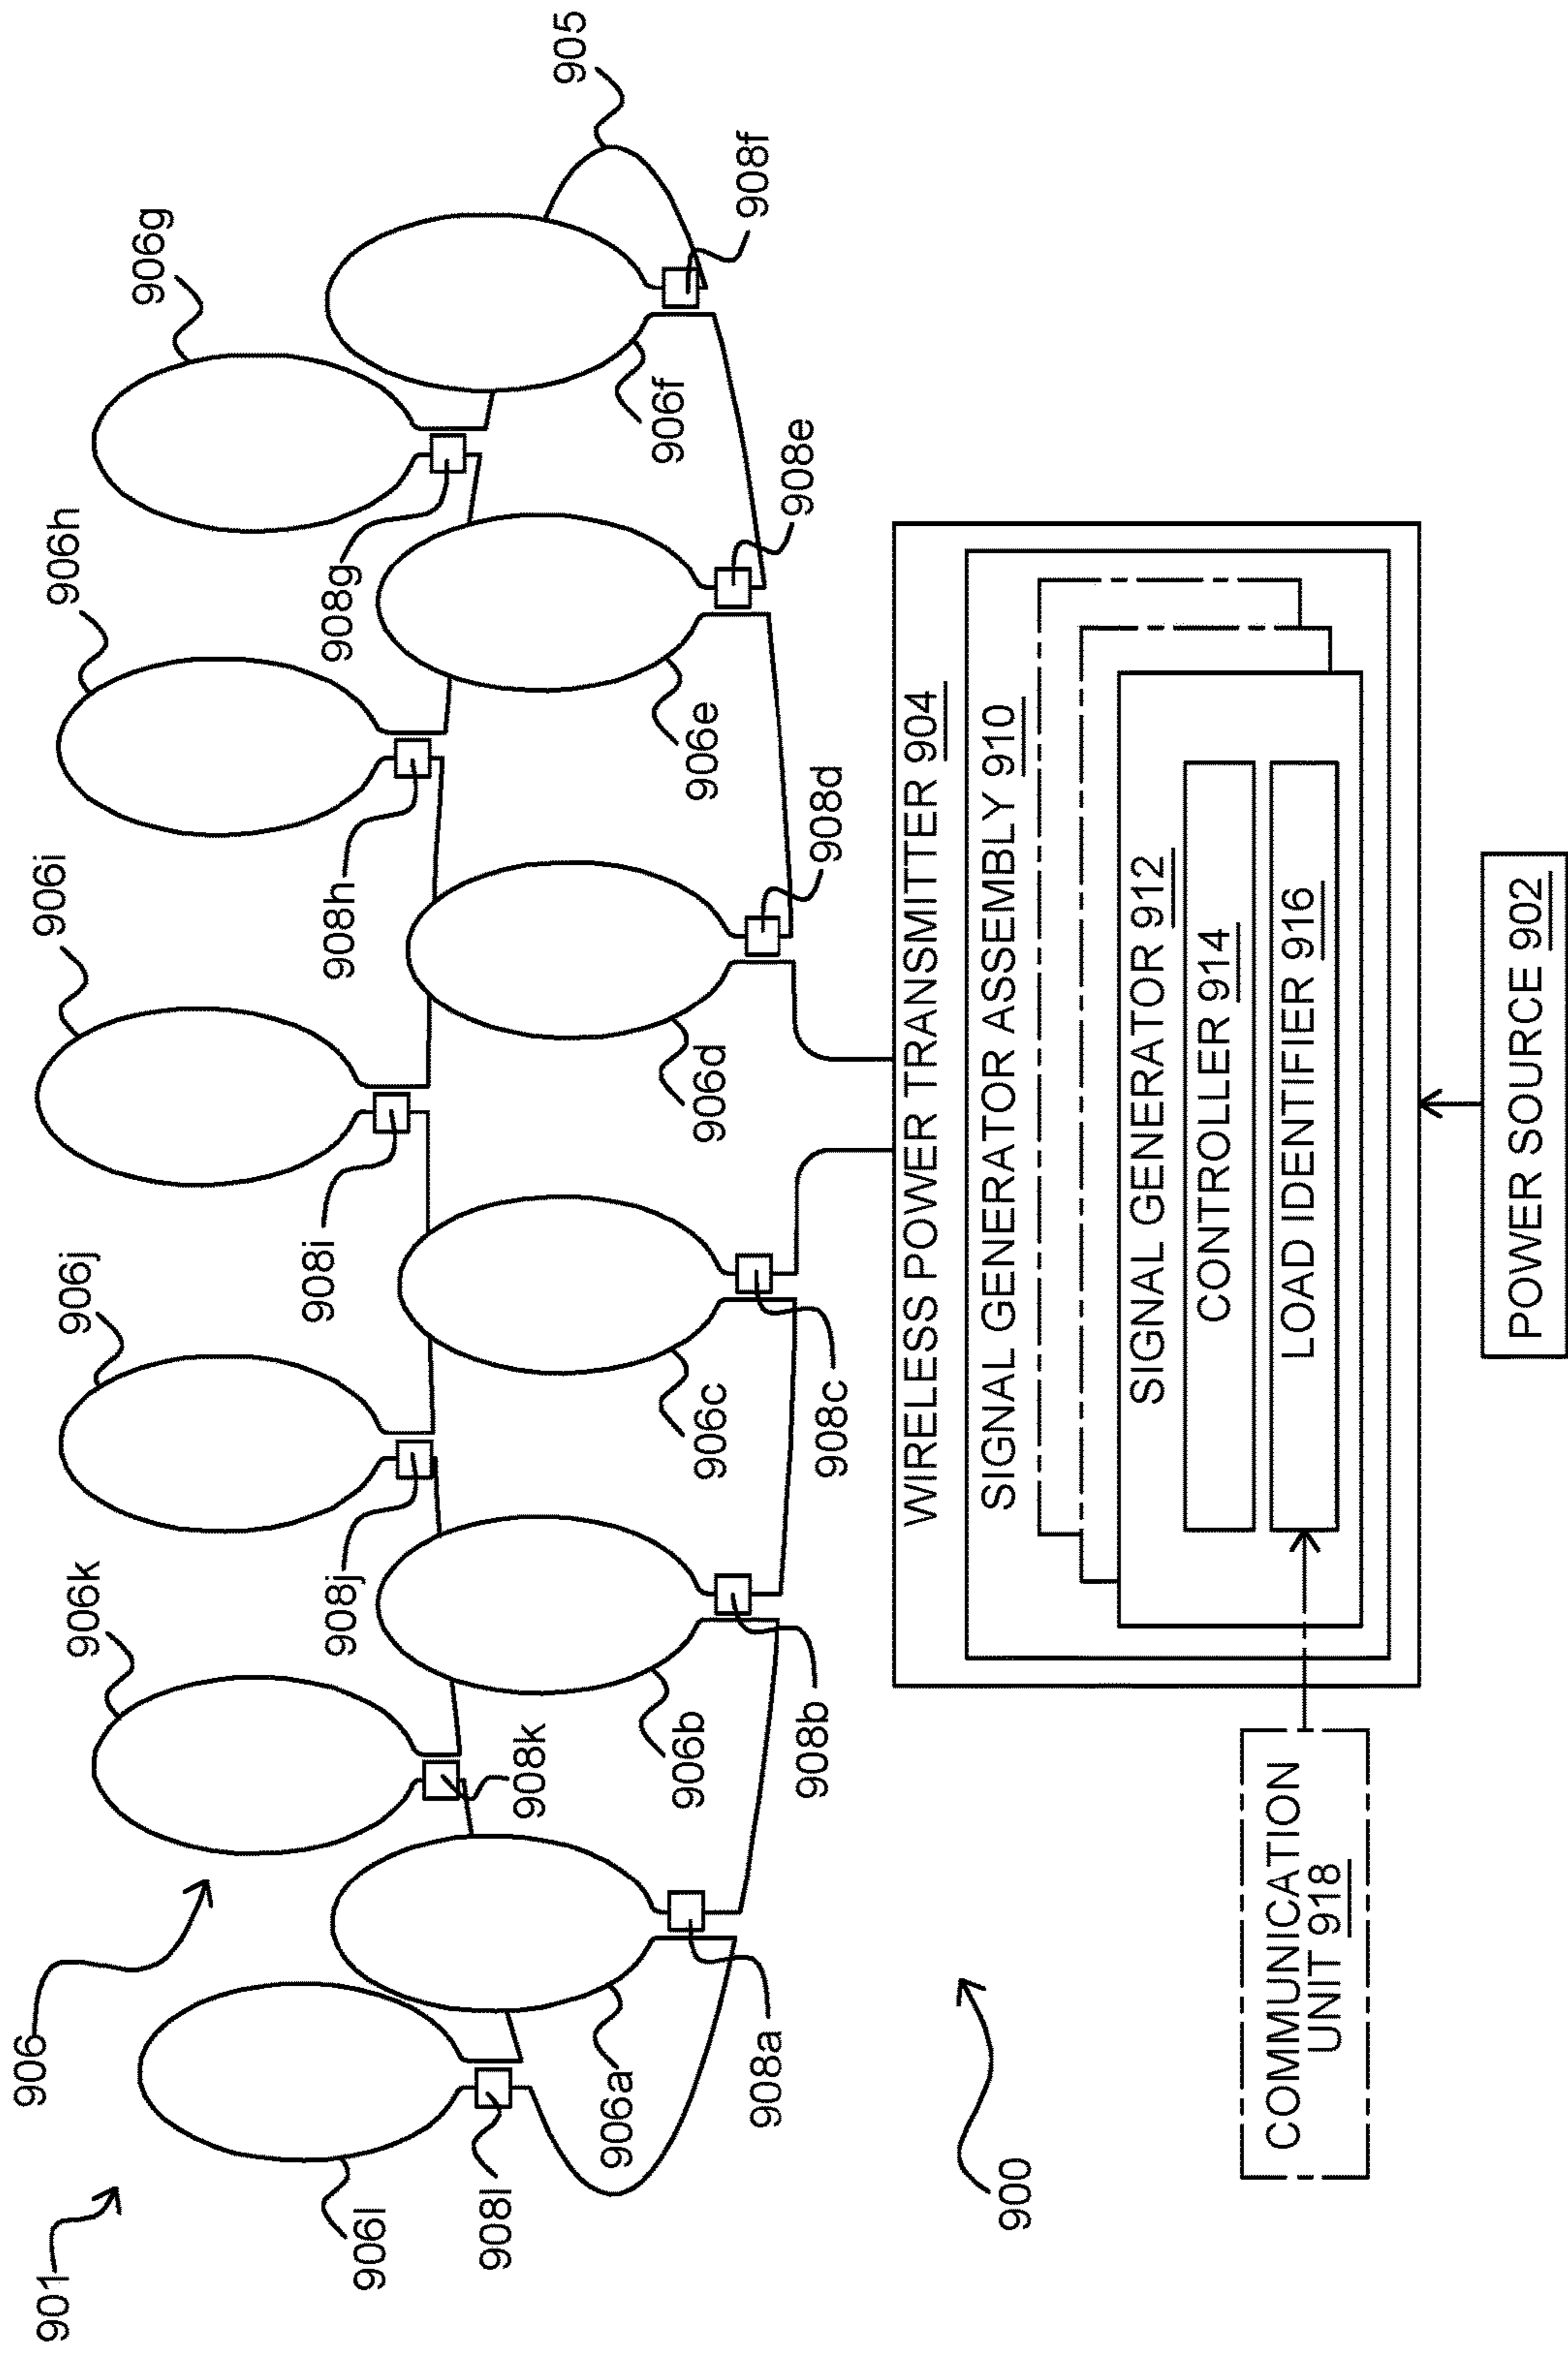 901
906
906l
906k
906j
906i
906h
906g
905
908l
906a
908a
908k
906b
908b
908j
906c
908c
908i
906d
908d
908h
906e
908e
908g
906f
908f
900
WIRELESS POWER TRANSMITTER 904
SIGNAL GENERATOR ASSEMBLY 910
SIGNAL GENERATOR 912
CONTROLLER 914
LOAD IDENTIFIER 916
COMMUNICATION
UNIT 918
POWER SOURCE 902